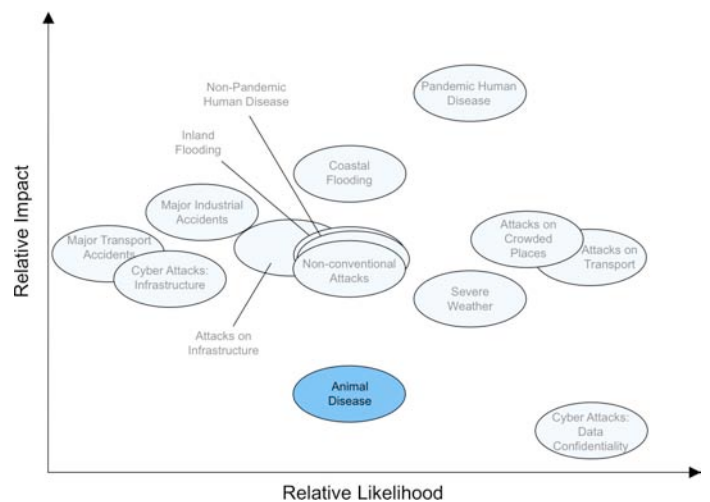 Non-Pandemic
Human Disease
Pandemic Human
Disease
Inland
Flooding
Coastal
Flooding
Major Industrial
Accidents
Major Transport
Accidents
Cyber Attacks:
Infrastructure
Non-conventional
Attacks
Attacks on
Crowded
Places
Attacks on
Transport
Severe
Weather
Attacks on
Infrastructure
Animal
Disease
Cyber Attacks:
Data
Confidentiality
Relative Impact
Relative Likelihood